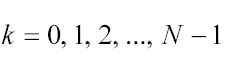 k = 0, 1, 2, ..., N − 1